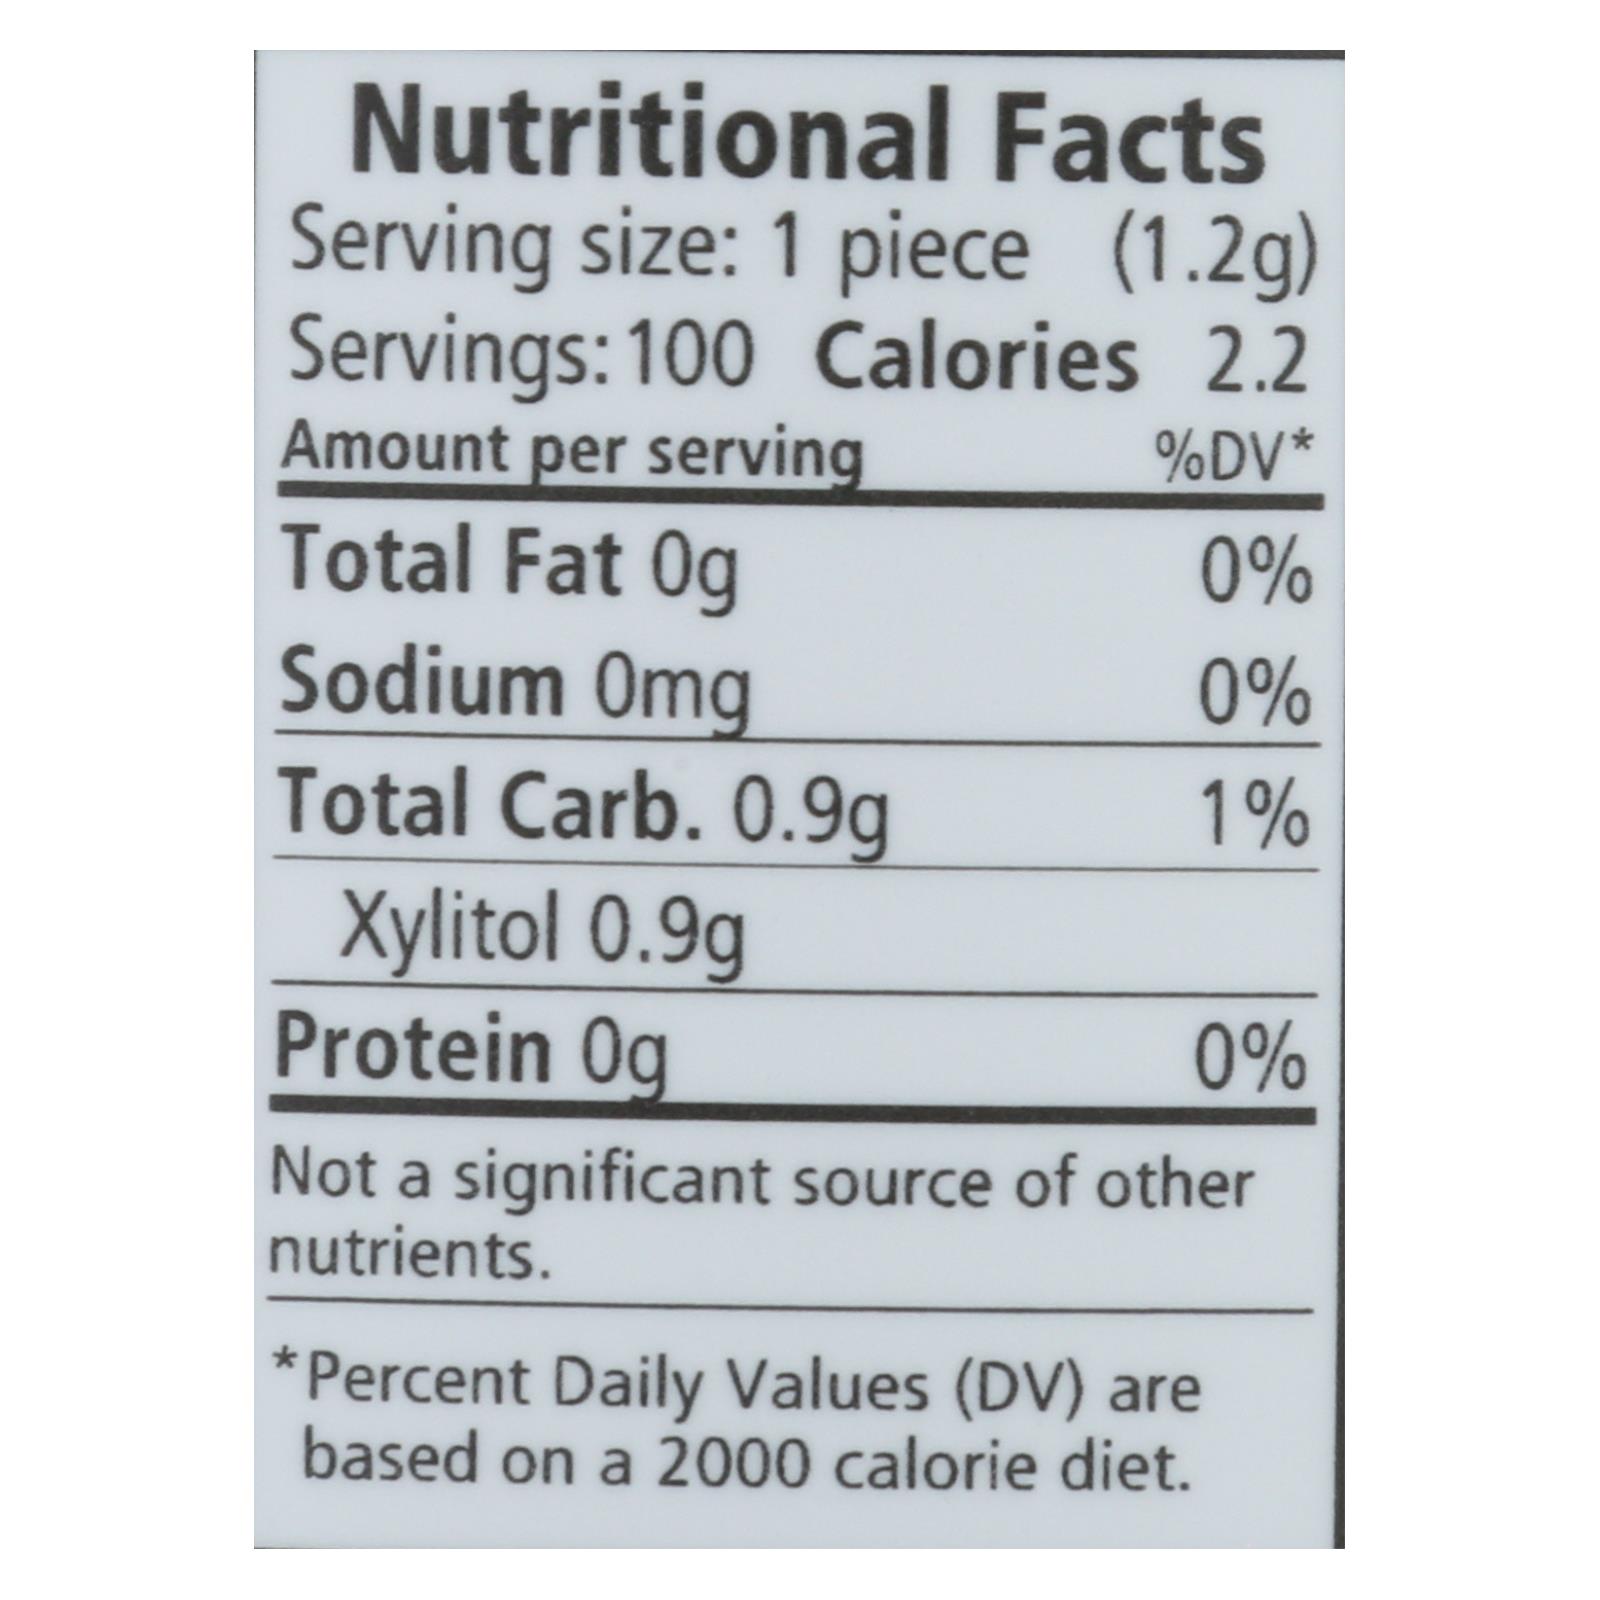 Nutritional Facts
Serving size: 1 piece (1.2g)
Servings: 100 Calories 2.2
Amount per serving %DV*
Total Fat 0g 0%
Sodium 0mg 0%
Total Carb. 0.9g 1%
Xylitol 0.9g
Protein 0g 0%
Not a significant source of other
nutrients.
*Percent Daily Values (DV) are
based on a 2000 calorie diet.